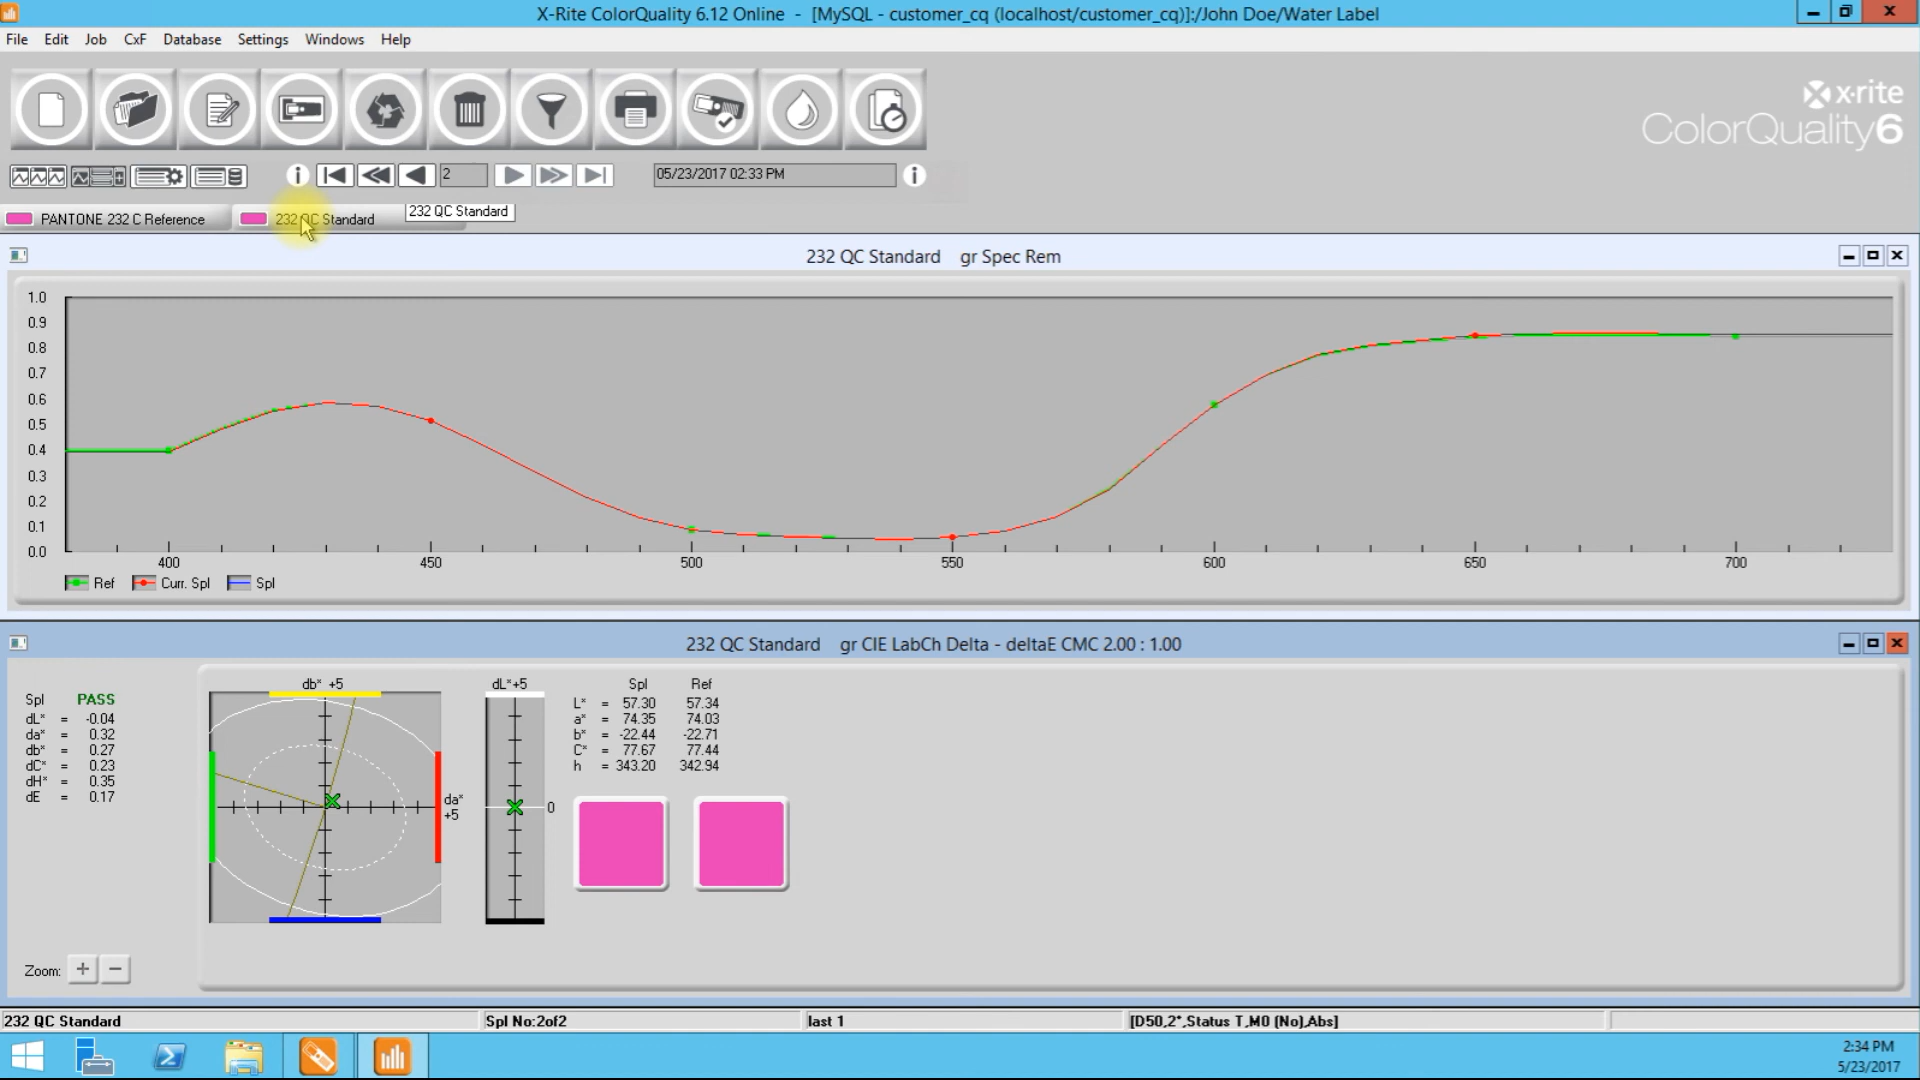 X-Rite ColorQuality 6.12 Online - [MySQL - customer_cq (localhost/customer_cq)]:/John Doe/Water Label
File Edit Job CxF Database Settings Windows Help
x·rite
ColorQuality6
2 05/23/2017 02:33 PM
PANTONE 232 C Reference 232 QC Standard 232 QC Standard
232 QC Standard gr Spec Rem
1.0
0.9
0.8
0.7
0.6
0.5
0.4
0.3
0.2
0.1
0.0
400 450 500 550 600 650 700
Ref Curr. Spl Spl
232 QC Standard gr CIE LabCh Delta - deltaE CMC 2.00 : 1.00
Spl PASS
dL* = -0.04
da* = 0.32
db* = 0.27
dC* = 0.23
dH* = 0.35
dE = 0.17
db* +5
da*
+5
dL*+5
0
Spl Ref
L* = 57.30 57.34
a* = 74.35 74.03
b* = -22.44 -22.71
C* = 77.67 77.44
h = 343.20 342.94
Zoom: + −
232 QC Standard Spl No:2of2 last 1 [D50,2°,Status T,M0 (No),Abs]
2:34 PM
5/23/2017